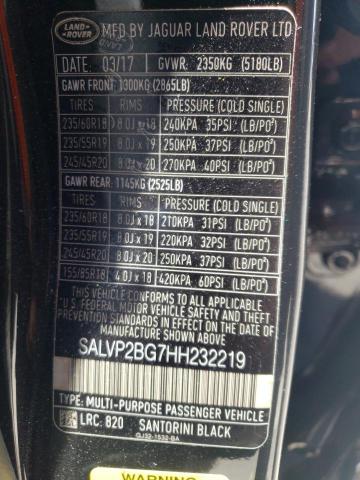 LAND ROVER MFD BY JAGUAR LAND ROVER LTD
DATE: 03/17 GVWR: 2350KG (5180LB)
GAWR FRONT: 1300KG (2865LB)
TIRES RIMS PRESSURE (COLD SINGLE)
235/60R18 8.0J x 18 240KPA 35PSI (LB/PO²)
235/55R19 8.0J x 19 250KPA 37PSI (LB/PO²)
245/45R20 8.0J x 20 270KPA 40PSI (LB/PO²)
GAWR REAR: 1145KG (2525LB)
TIRES RIMS PRESSURE (COLD SINGLE)
235/60R18 8.0J x 18 210KPA 31PSI (LB/PO²)
235/55R19 8.0J x 19 220KPA 32PSI (LB/PO²)
245/45R20 8.0J x 20 250KPA 37PSI (LB/PO²)
155/85R18 4.0J x 18 420KPA 60PSI (LB/PO²)
THIS VEHICLE CONFORMS TO ALL APPLICABLE
U.S. FEDERAL MOTOR VEHICLE SAFETY AND THEFT
PREVENTION STANDARDS IN EFFECT ON THE DATE OF
MANUFACTURE SHOWN ABOVE
SALVP2BG7HH232219
TYPE: MULTI-PURPOSE PASSENGER VEHICLE
LRC: 820 SANTORINI BLACK
GJ32-1532-BA
WARNING